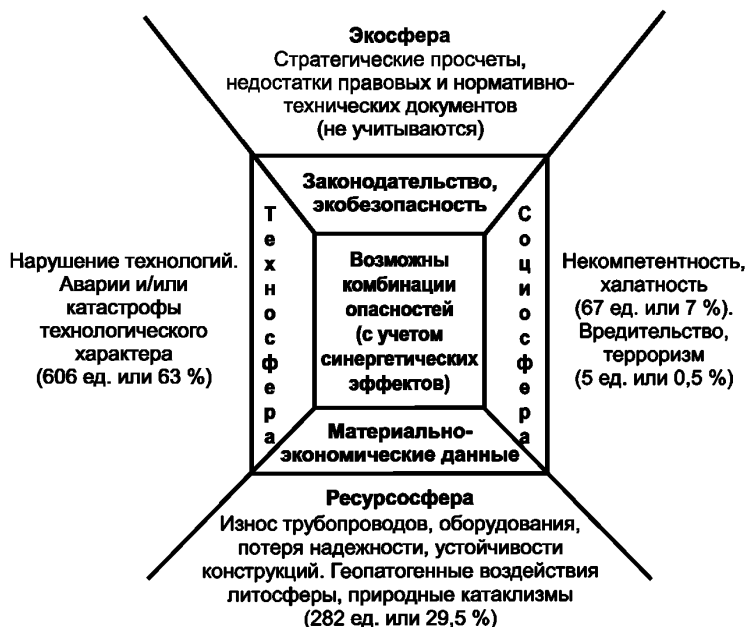 Экосфера
Стратегические просчеты,
недостатки правовых и нормативно-
технических документов
(не учитываются)
Законодательство,
экобезопасность
Техносфера
Нарушение технологий.
Аварии и/или
катастрофы
технологического
характера
(606 ед. или 63 %)
Возможны
комбинации
опасностей
(с учетом
синергетических
эффектов)
Социосфера
Некомпетентность,
халатность
(67 ед. или 7 %).
Вредительство,
терроризм
(5 ед. или 0,5 %)
Материально-
экономические данные
Ресурсосфера
Износ трубопроводов, оборудования,
потеря надежности, устойчивости
конструкций. Геопатогенные воздействия
литосферы, природные катаклизмы
(282 ед. или 29,5 %)